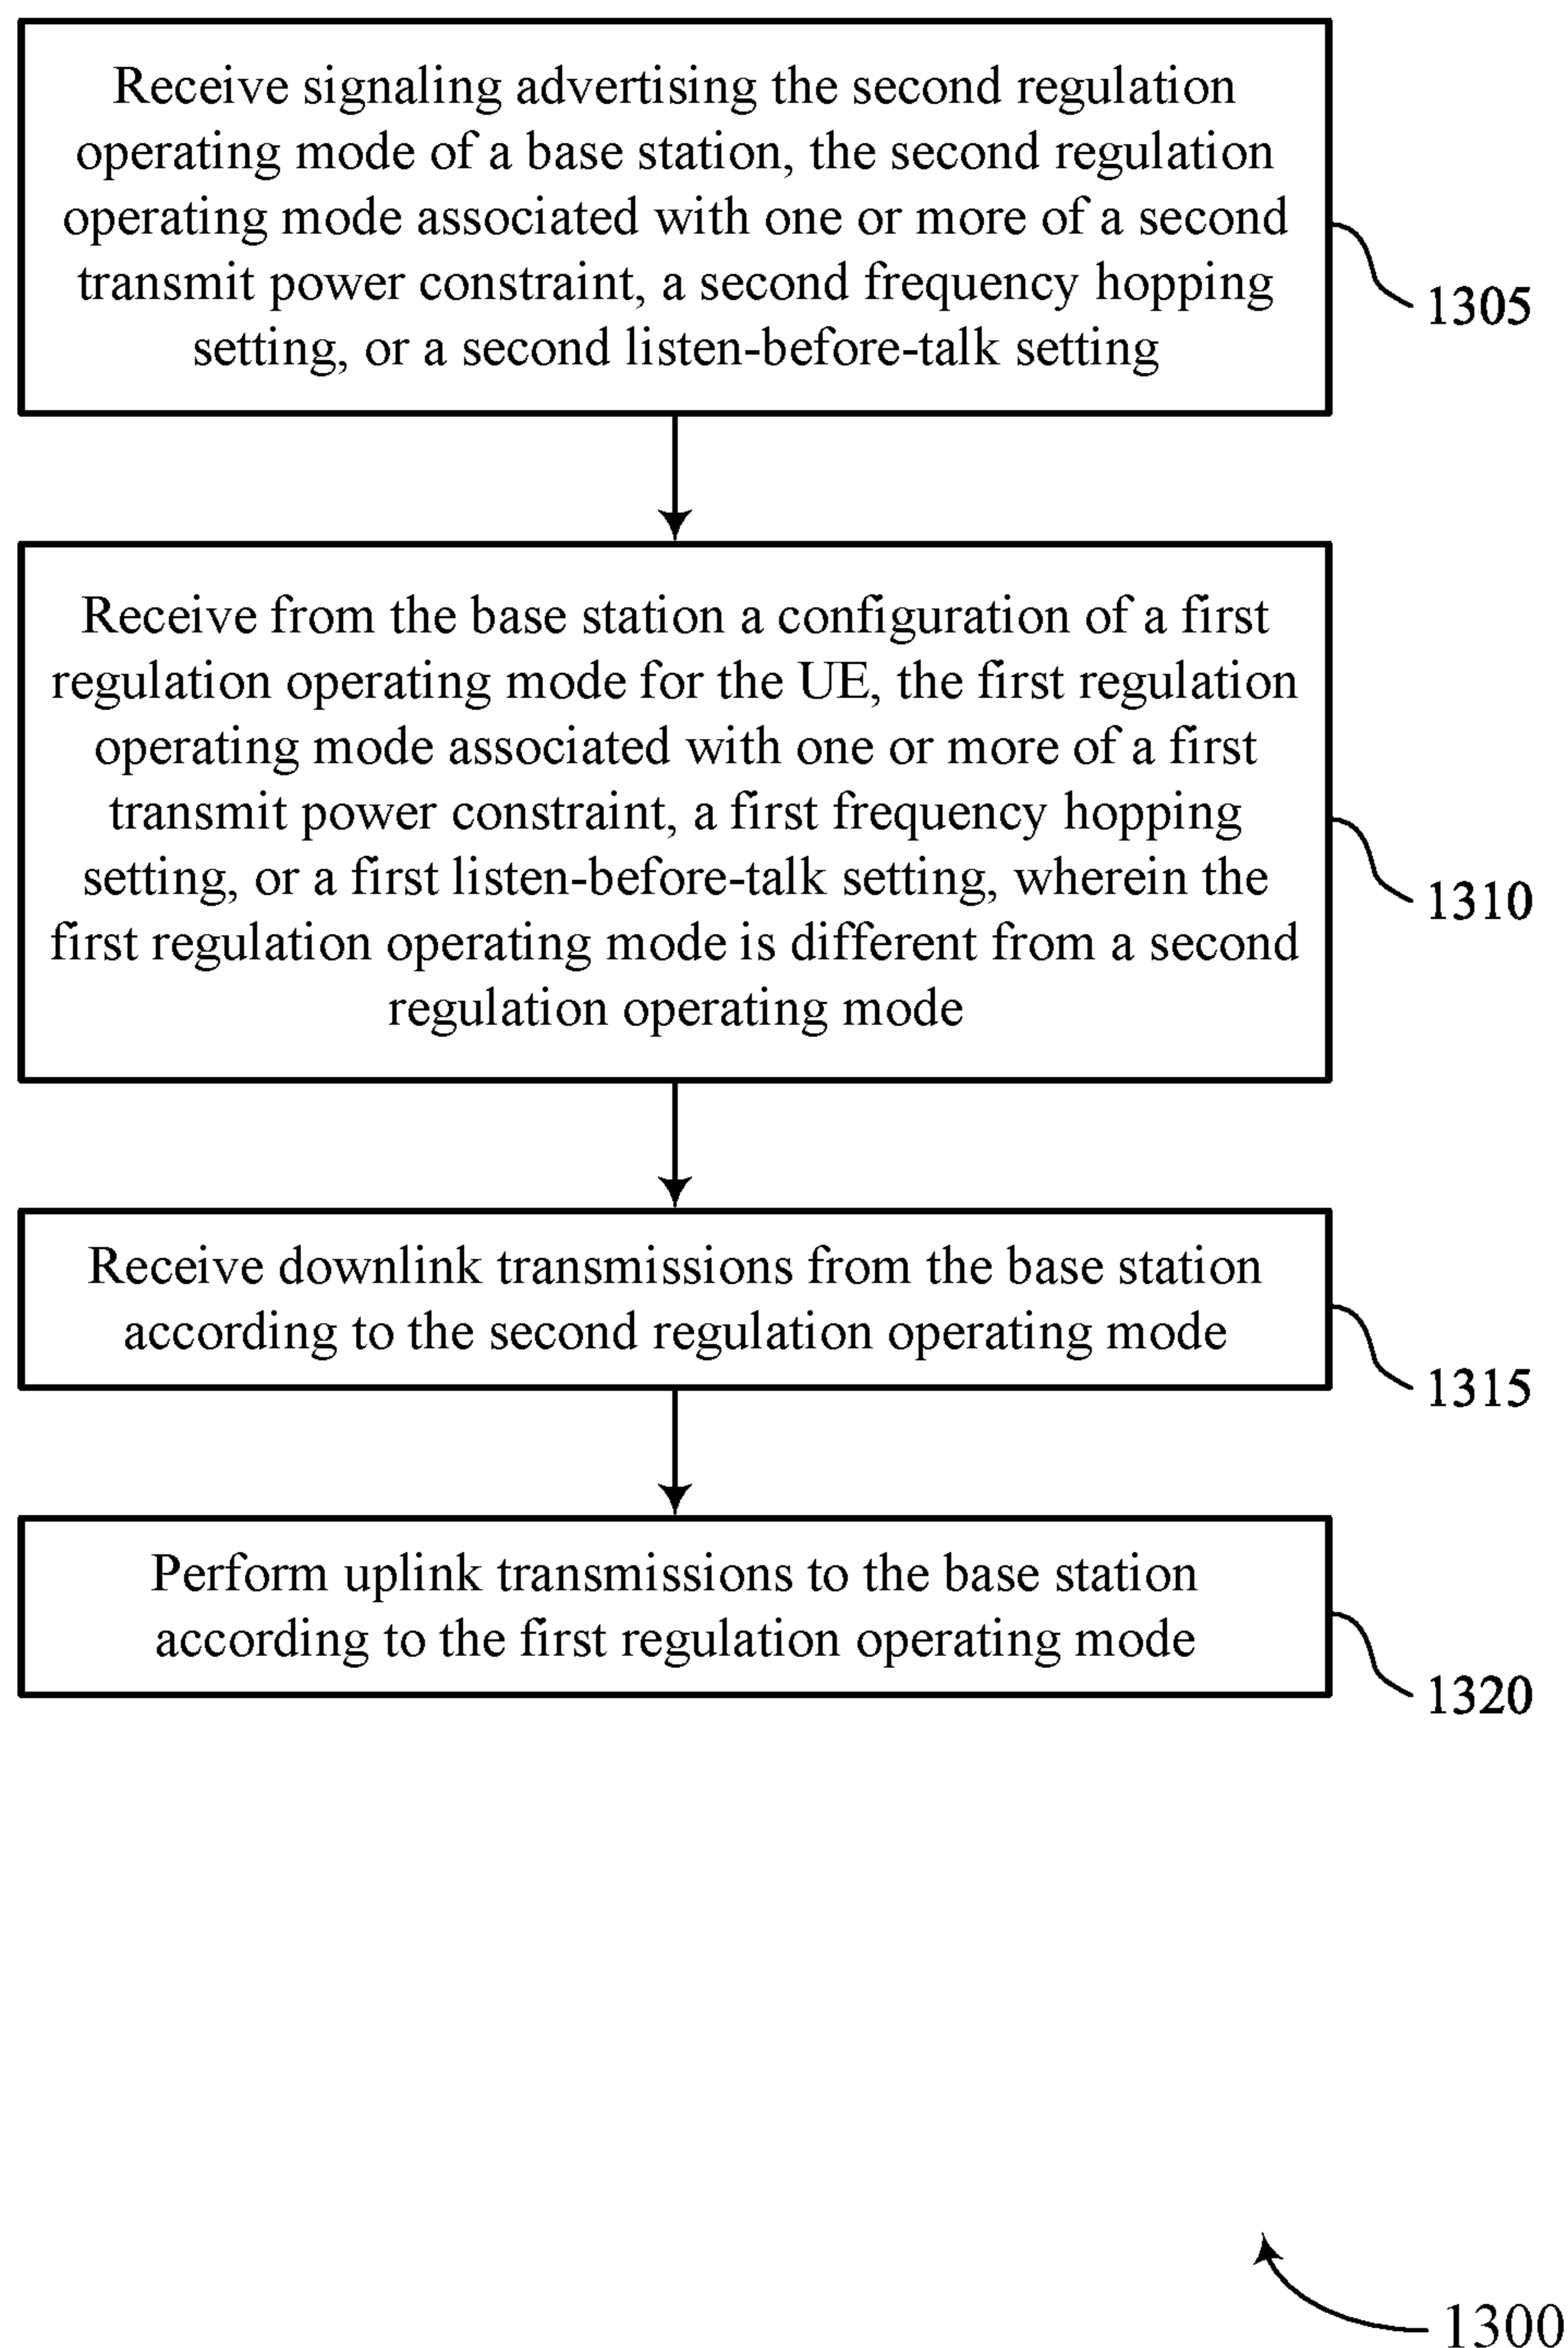 Receive signaling advertising the second regulation
operating mode of a base station, the second regulation
operating mode associated with one or more of a second
transmit power constraint, a second frequency hopping
setting, or a second listen-before-talk setting
1305
Receive from the base station a configuration of a first
regulation operating mode for the UE, the first regulation
operating mode associated with one or more of a first
transmit power constraint, a first frequency hopping
setting, or a first listen-before-talk setting, wherein the
first regulation operating mode is different from a second
regulation operating mode
1310
Receive downlink transmissions from the base station
according to the second regulation operating mode
1315
Perform uplink transmissions to the base station
according to the first regulation operating mode
1320
1300